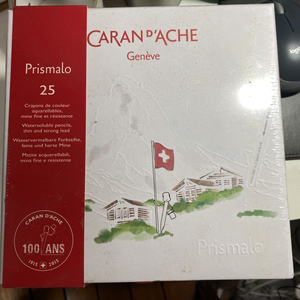 CARAN D'ACHE
Genève
Prismalo
25
Crayons de couleur
aquarellables,
mine fine et résistante
Watersoluble pencils,
thin and strong lead
Wasservermalbare Farbstifte,
feine und harte Mine
Matite acquarellabili,
mina fine e resistente
CARAN D'ACHE
100 ANS
1915 2015
Prismalo